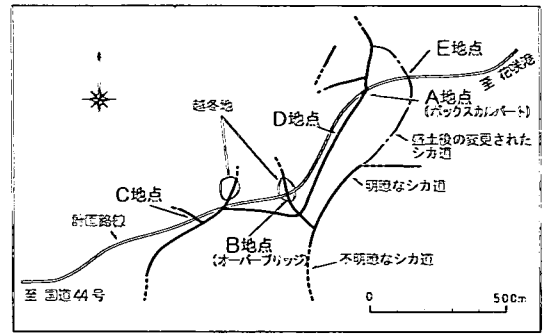 E地点
至 花咲港
A地点
(ボックスカルバート)
越冬地
D地点
盛土後の変更された
シカ道
C地点
明瞭なシカ道
計画路線
B地点
(オーバーブリッジ)
不明瞭なシカ道
至 国道44号
0
500m